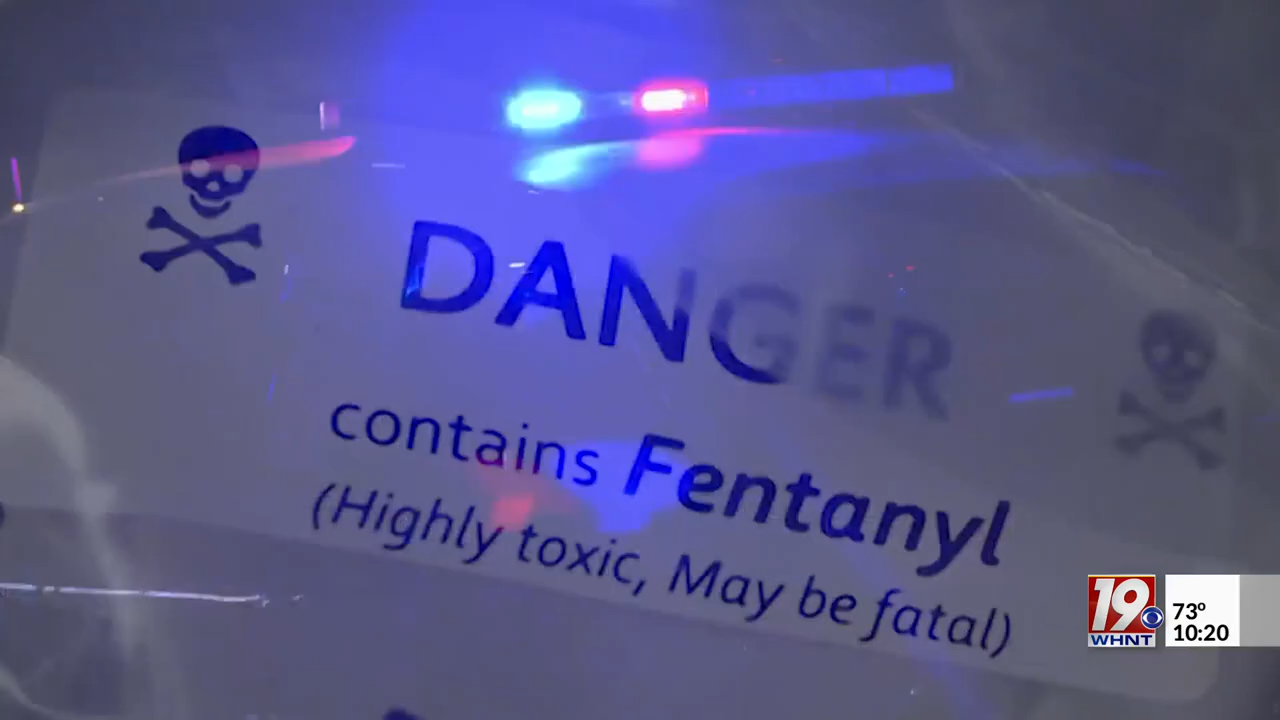 DANGER
contains Fentanyl
(Highly toxic, May be fatal)
19
WHNT
73°
10:20